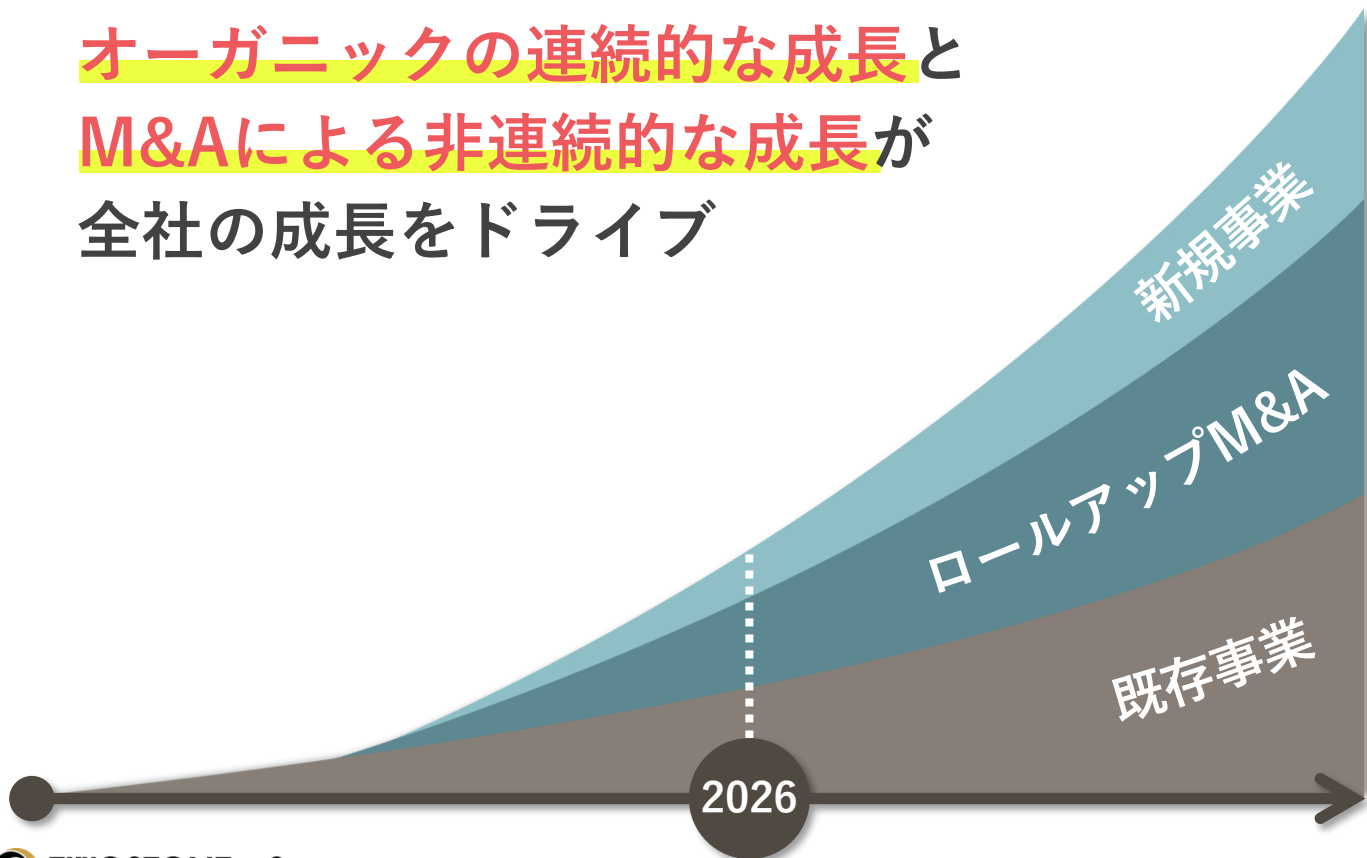 オーガニックの連続的な成長と
M&Aによる非連続的な成長が
全社の成長をドライブ
新規事業
ロールアップM&A
既存事業
2026